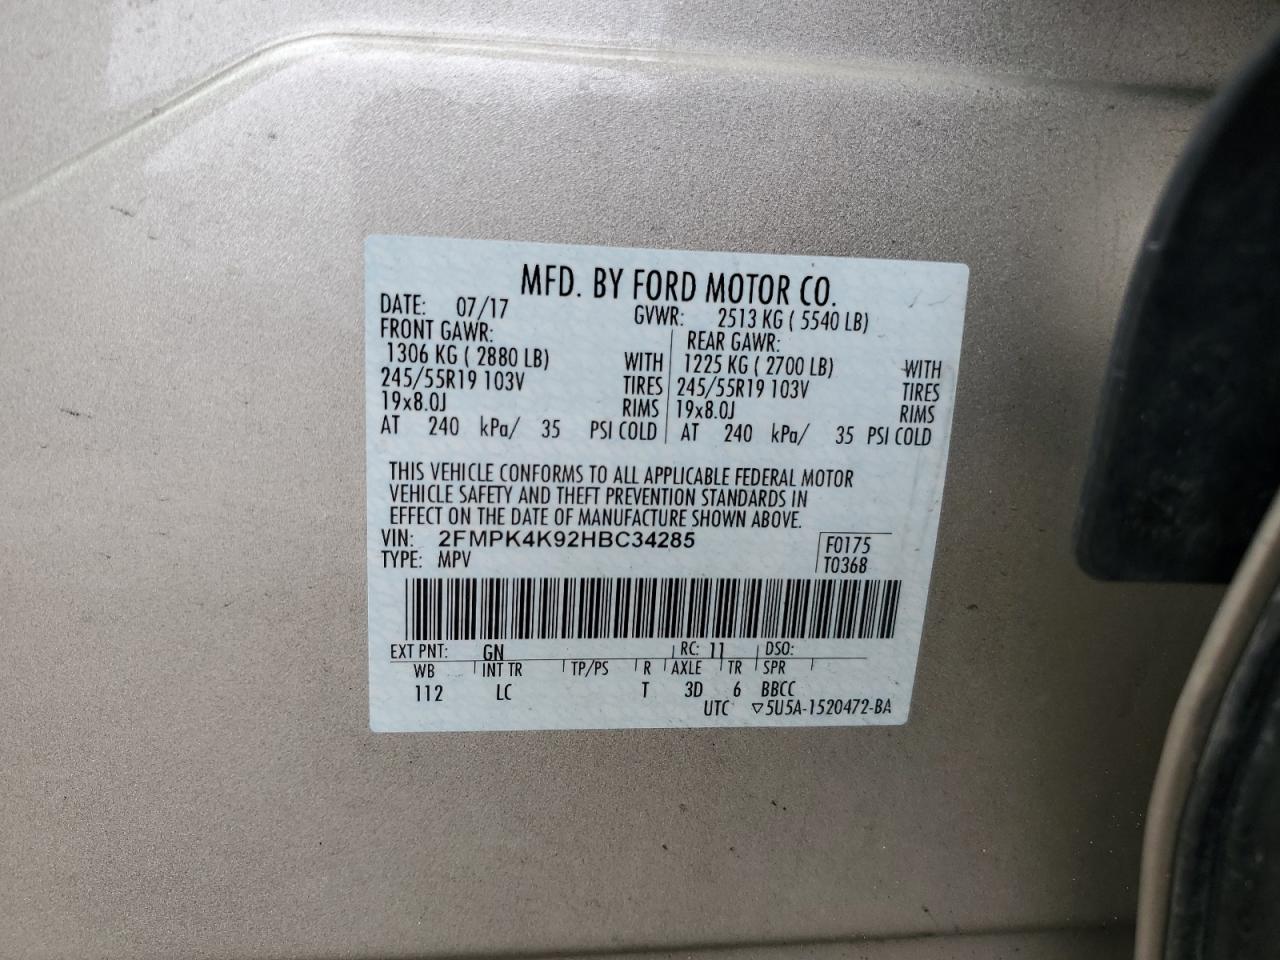 MFD. BY FORD MOTOR CO.
DATE: 07/17 GVWR: 2513 KG ( 5540 LB)
FRONT GAWR: REAR GAWR:
1306 KG ( 2880 LB) WITH 1225 KG ( 2700 LB) WITH
245/55R19 103V TIRES 245/55R19 103V TIRES
19x8.0J RIMS 19x8.0J RIMS
AT 240 kPa/ 35 PSI COLD AT 240 kPa/ 35 PSI COLD
THIS VEHICLE CONFORMS TO ALL APPLICABLE FEDERAL MOTOR
VEHICLE SAFETY AND THEFT PREVENTION STANDARDS IN
EFFECT ON THE DATE OF MANUFACTURE SHOWN ABOVE.
VIN: 2FMPK4K92HBC34285 F0175
TYPE: MPV T0368
EXT PNT: GN RC: 11 DSO:
WB INT TR TP/PS R AXLE TR SPR
112 LC T 3D 6 BBCC
UTC ▽5U5A-1520472-BA